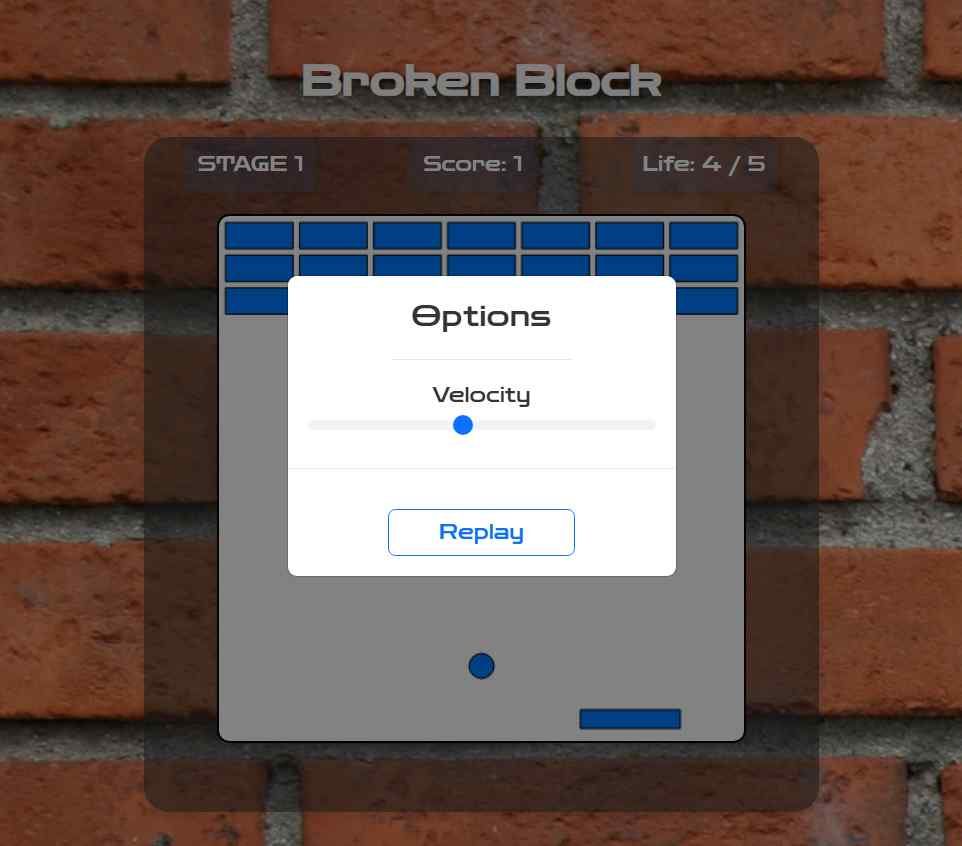 Broken Block
STAGE 1
Score: 1
Life: 4 / 5
Options
Velocity
Replay